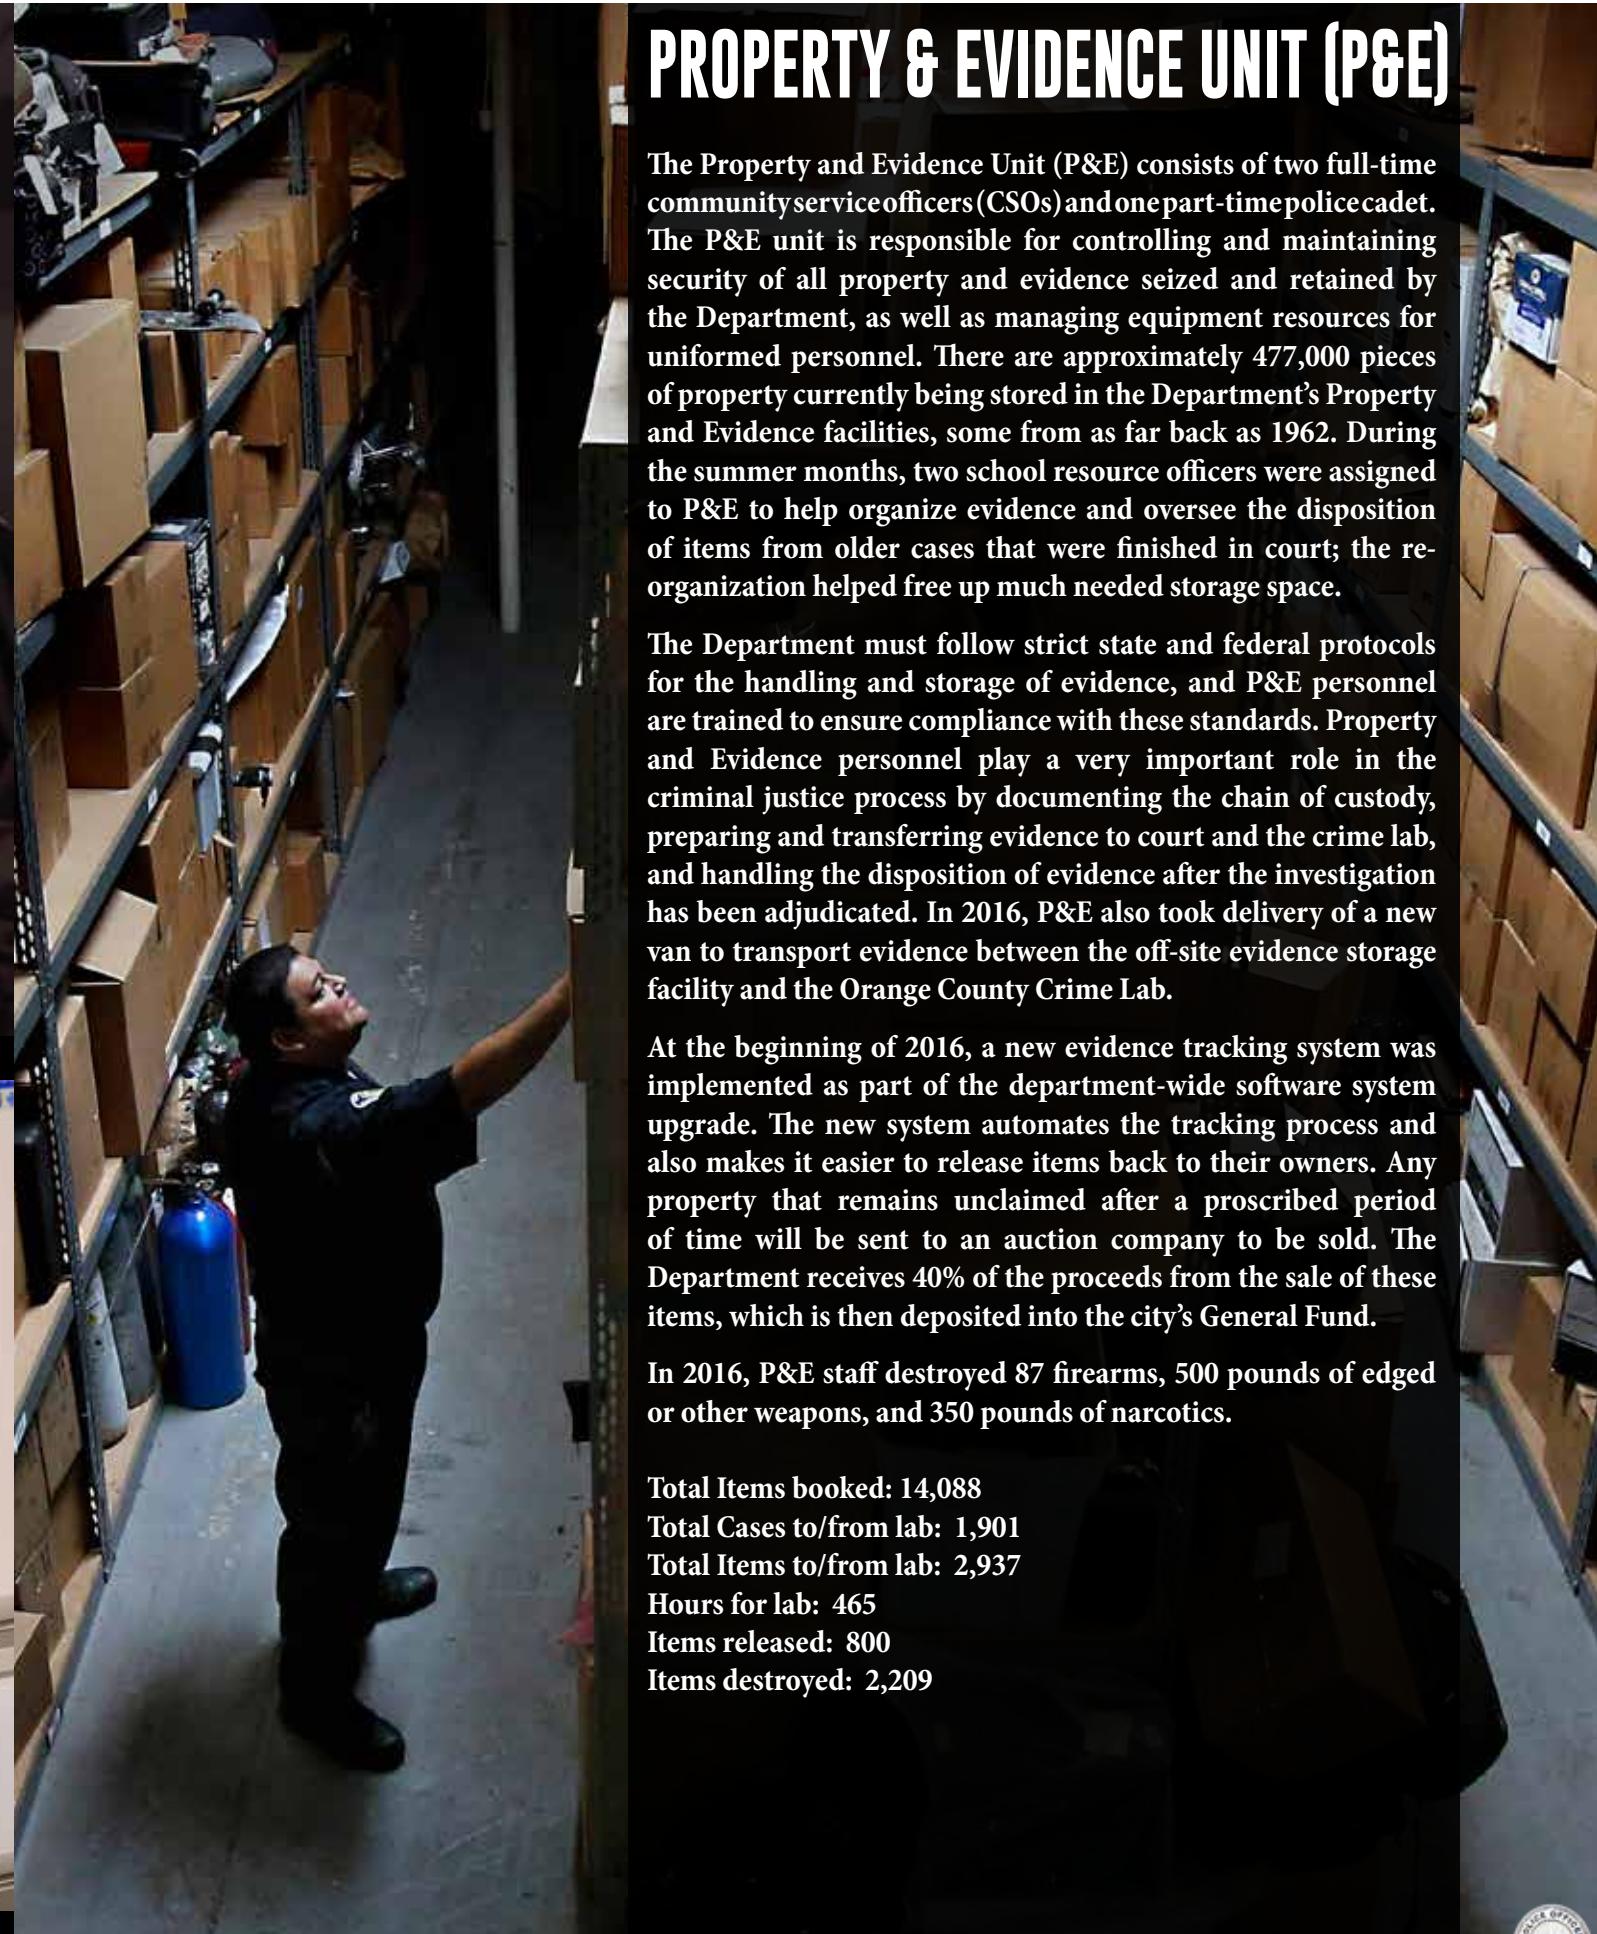 PROPERTY & EVIDENCE UNIT (P&E)
The Property and Evidence Unit (P&E) consists of two full-time
community service officers (CSOs) and one part-time police cadet.
The P&E unit is responsible for controlling and maintaining
security of all property and evidence seized and retained by
the Department, as well as managing equipment resources for
uniformed personnel. There are approximately 477,000 pieces
of property currently being stored in the Department’s Property
and Evidence facilities, some from as far back as 1962. During
the summer months, two school resource officers were assigned
to P&E to help organize evidence and oversee the disposition
of items from older cases that were finished in court; the re-
organization helped free up much needed storage space.
The Department must follow strict state and federal protocols
for the handling and storage of evidence, and P&E personnel
are trained to ensure compliance with these standards. Property
and Evidence personnel play a very important role in the
criminal justice process by documenting the chain of custody,
preparing and transferring evidence to court and the crime lab,
and handling the disposition of evidence after the investigation
has been adjudicated. In 2016, P&E also took delivery of a new
van to transport evidence between the off-site evidence storage
facility and the Orange County Crime Lab.
At the beginning of 2016, a new evidence tracking system was
implemented as part of the department-wide software system
upgrade. The new system automates the tracking process and
also makes it easier to release items back to their owners. Any
property that remains unclaimed after a proscribed period
of time will be sent to an auction company to be sold. The
Department receives 40% of the proceeds from the sale of these
items, which is then deposited into the city’s General Fund.
In 2016, P&E staff destroyed 87 firearms, 500 pounds of edged
or other weapons, and 350 pounds of narcotics.
Total Items booked: 14,088
Total Cases to/from lab: 1,901
Total Items to/from lab: 2,937
Hours for lab: 465
Items released: 800
Items destroyed: 2,209